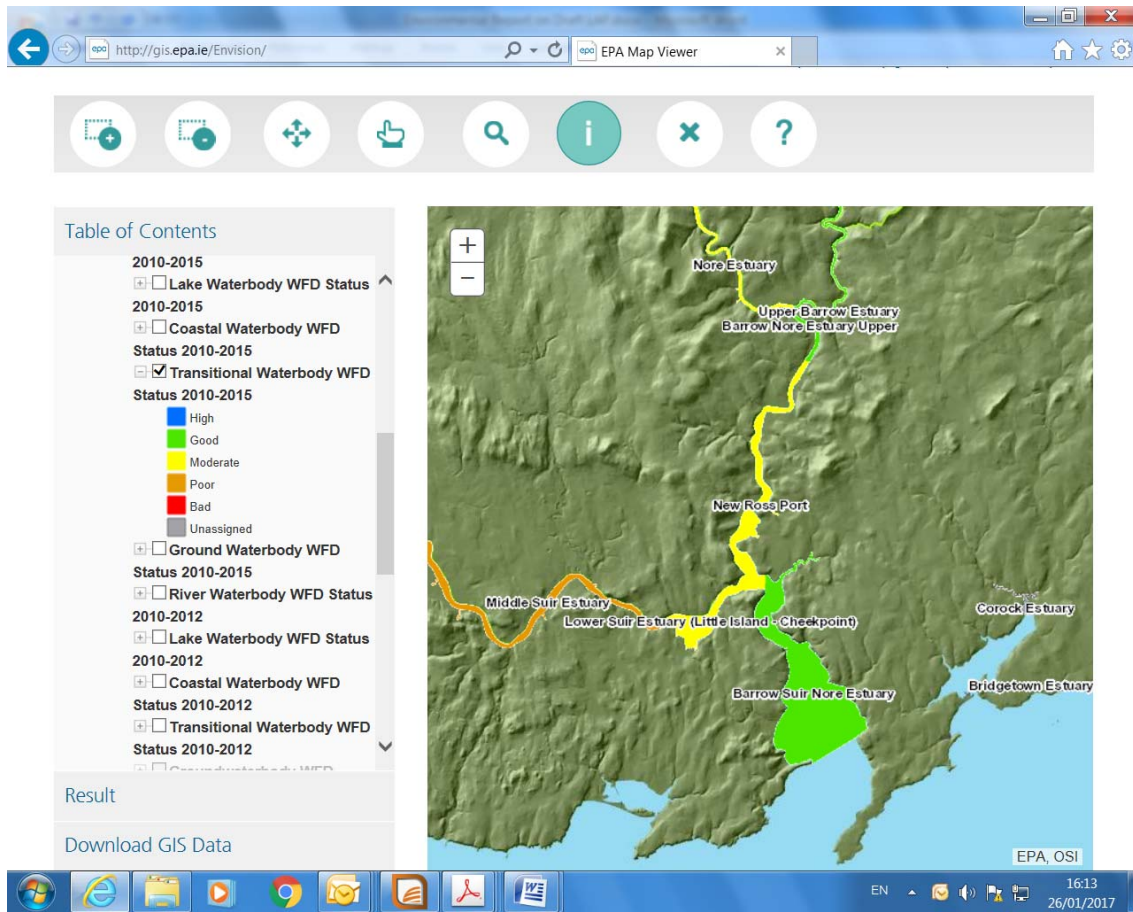 http://gis.epa.ie/Envision/
EPA Map Viewer
i
?
Table of Contents
2010-2015
Lake Waterbody WFD Status
2010-2015
Coastal Waterbody WFD
Status 2010-2015
Transitional Waterbody WFD
Status 2010-2015
High
Good
Moderate
Poor
Bad
Unassigned
Ground Waterbody WFD
Status 2010-2015
River Waterbody WFD Status
2010-2012
Lake Waterbody WFD Status
2010-2012
Coastal Waterbody WFD
Status 2010-2012
Transitional Waterbody WFD
Status 2010-2012
Result
Download GIS Data
+
−
Nore Estuary
Upper Barrow Estuary
Barrow Nore Estuary Upper
New Ross Port
Middle Suir Estuary
Lower Suir Estuary (Little Island - Cheekpoint)
Corock Estuary
Barrow Suir Nore Estuary
Bridgetown Estuary
EPA, OSI
EN
16:13
26/01/2017